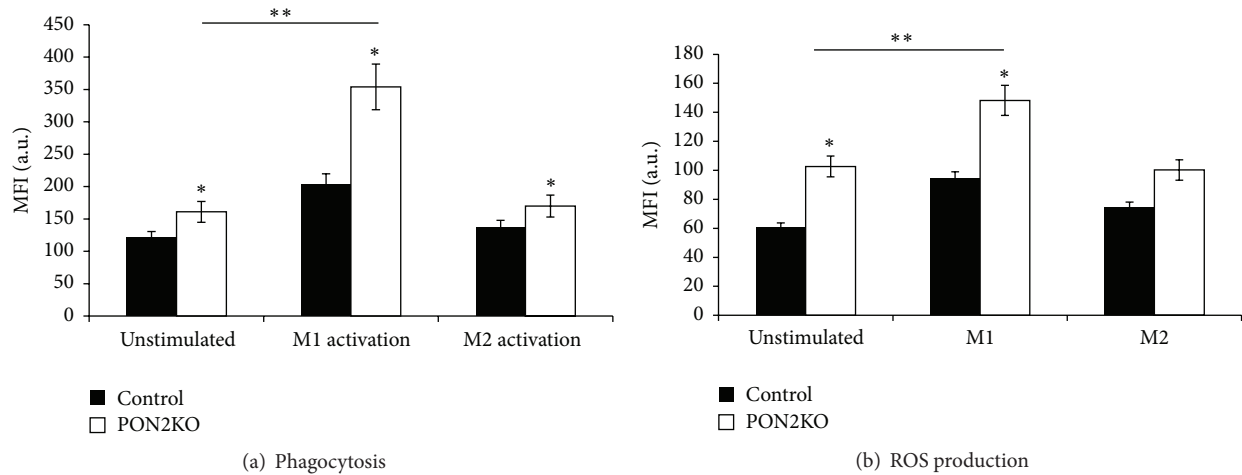 **
450
400
350
300
250
200
150
100
50
0
MFI (a.u.)
*
*
*
Unstimulated M1 activation M2 activation
Control
PON2KO
(a) Phagocytosis
**
180
160
140
120
100
80
60
40
20
0
MFI (a.u.)
*
*
Unstimulated M1 M2
Control
PON2KO
(b) ROS production